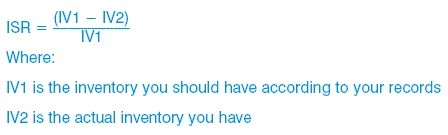 ISR = (IV1 – IV2)
IV1
Where:
IV1 is the inventory you should have according to your records
IV2 is the actual inventory you have